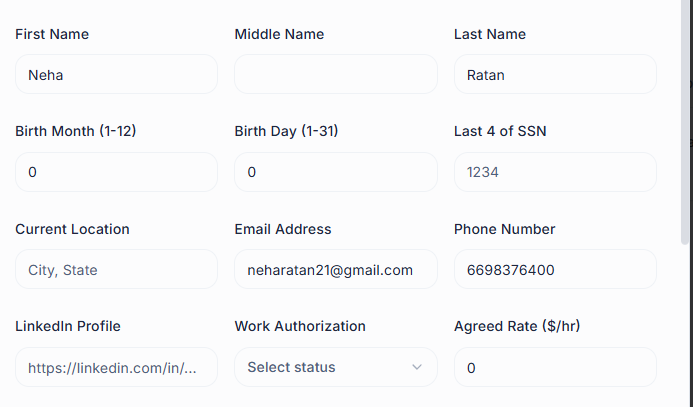 First Name Middle Name Last Name
Neha Ratan
Birth Month (1-12) Birth Day (1-31) Last 4 of SSN
0 0 1234
Current Location Email Address Phone Number
City, State neharatan21@gmail.com 6698376400
LinkedIn Profile Work Authorization Agreed Rate ($/hr)
https://linkedin.com/in/... Select status 0